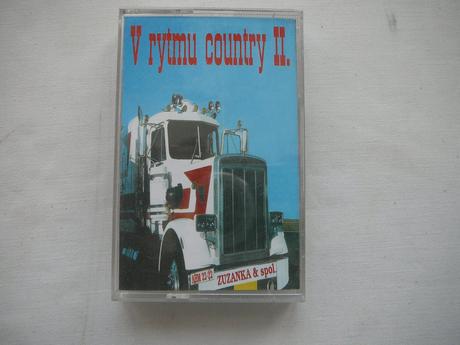 V rytmu country II.
ZUZANKA & spol.